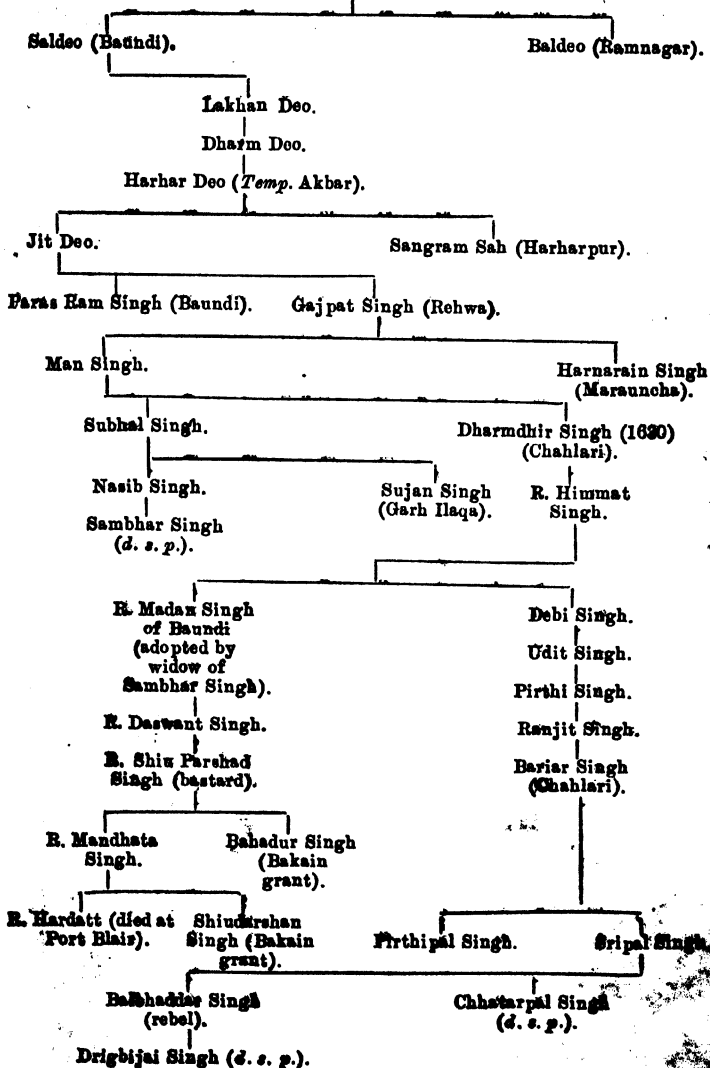 Saldeo (Baundi).
Baldeo (Ramnagar).
Lakhan Deo.
Dharm Deo.
Harhar Deo (Temp. Akbar).
Jit Deo.
Sangram Sah (Harharpur).
Paras Ram Singh (Baundi).
Gajpat Singh (Rehwa).
Man Singh.
Harnarain Singh
(Marauncha).
Subhal Singh.
Dharmdhir Singh (1630)
(Chahlari).
Nasib Singh.
Sujan Singh
(Garh Ilaqa).
R. Himmat
Singh.
Sambhar Singh
(d. s. p.).
R. Madan Singh
of Baundi
(adopted by
widow of
Sambhar Singh).
Debi Singh.
Udit Singh.
Pirthi Singh.
R. Daswant Singh.
Ranjit Singh.
R. Shiu Parshad
Singh (bastard).
Bariar Singh
(Chahlari).
R. Mandhata
Singh.
Bahadur Singh
(Bakain
grant).
R. Hardatt (died at
Port Blair).
Shiudarshan
Singh (Bakain
grant).
Pirthipal Singh.
Sripal Singh.
Balbhaddar Singh
(rebel).
Chhatarpal Singh
(d. s. p.).
Drigbijai Singh (d. s. p.).